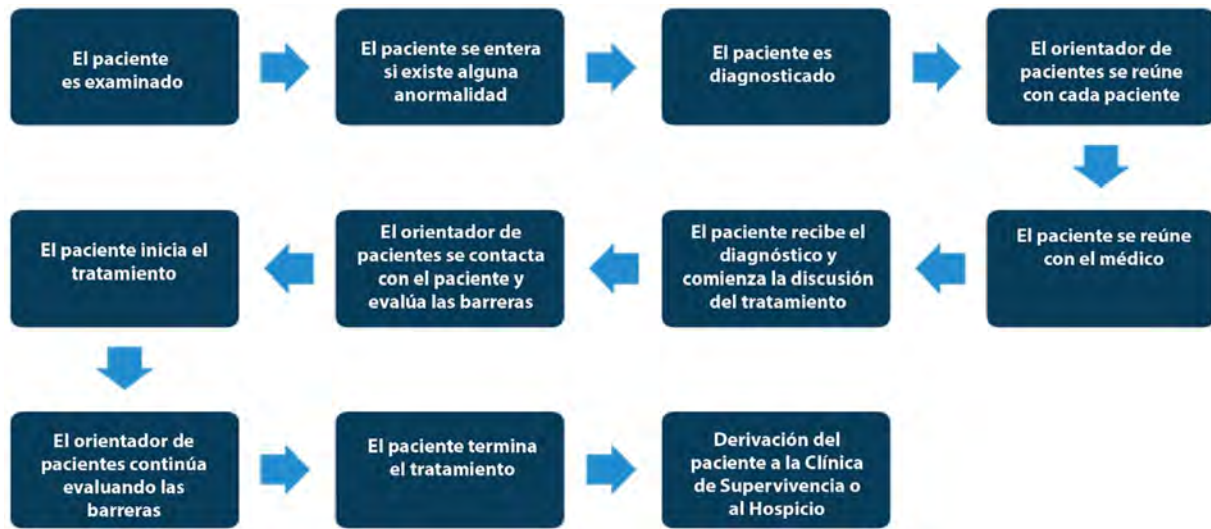 El paciente
es examinado
El paciente se entera
si existe alguna
anormalidad
El paciente es
diagnosticado
El orientador de
pacientes se reúne
con cada paciente
El paciente se reúne
con el médico
El paciente recibe el
diagnóstico y
comienza la discusión
del tratamiento
El orientador de
pacientes se contacta
con el paciente y
evalúa las barreras
El paciente inicia el
tratamiento
El orientador de
pacientes continúa
evaluando las
barreras
El paciente termina
el tratamiento
Derivación del
paciente a la Clínica
de Supervivencia o
al Hospicio